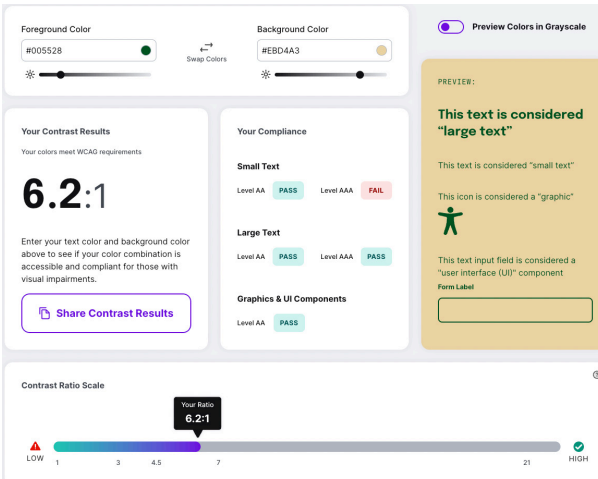 Foreground Color
#005528
Swap Colors
Background Color
#EBD4A3
Preview Colors in Grayscale
Your Contrast Results
Your colors meet WCAG requirements
6.2:1
Enter your text color and background color
above to see if your color combination is
accessible and compliant for those with
visual impairments.
Share Contrast Results
Your Compliance
Small Text
Level AA PASS Level AAA FAIL
Large Text
Level AA PASS Level AAA PASS
Graphics & UI Components
Level AA PASS
PREVIEW:
This text is considered
“large text”
This text is considered "small text"
This icon is considered a "graphic"
This text input field is considered a
"user interface (UI)" component
Form Label
Contrast Ratio Scale
Your Ratio
6.2:1
LOW 1 3 4.5 7 21 HIGH